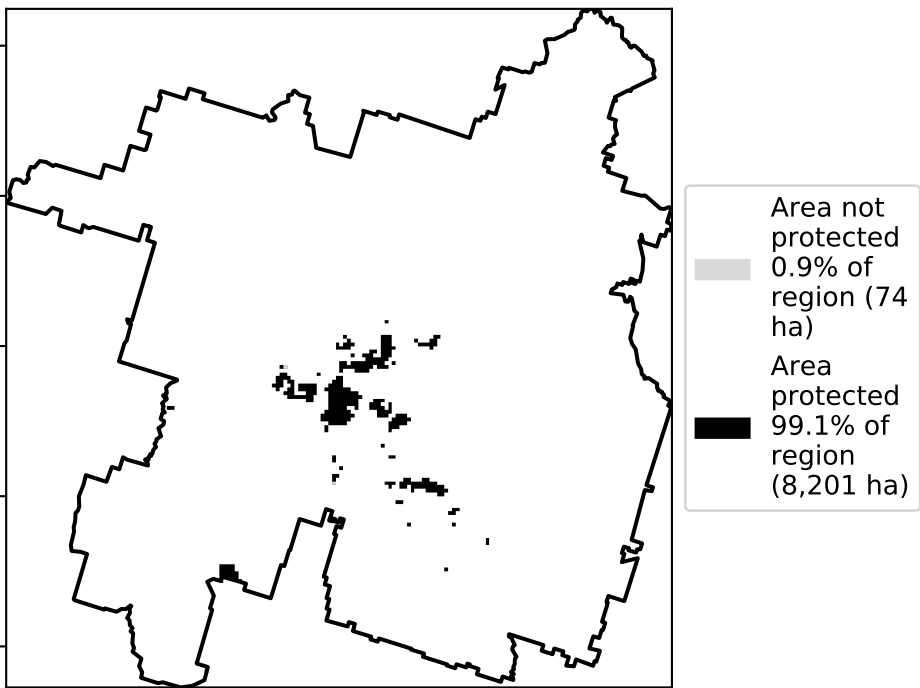 Area not
protected
0.9% of
region (74
ha)
Area
protected
99.1% of
region
(8,201 ha)